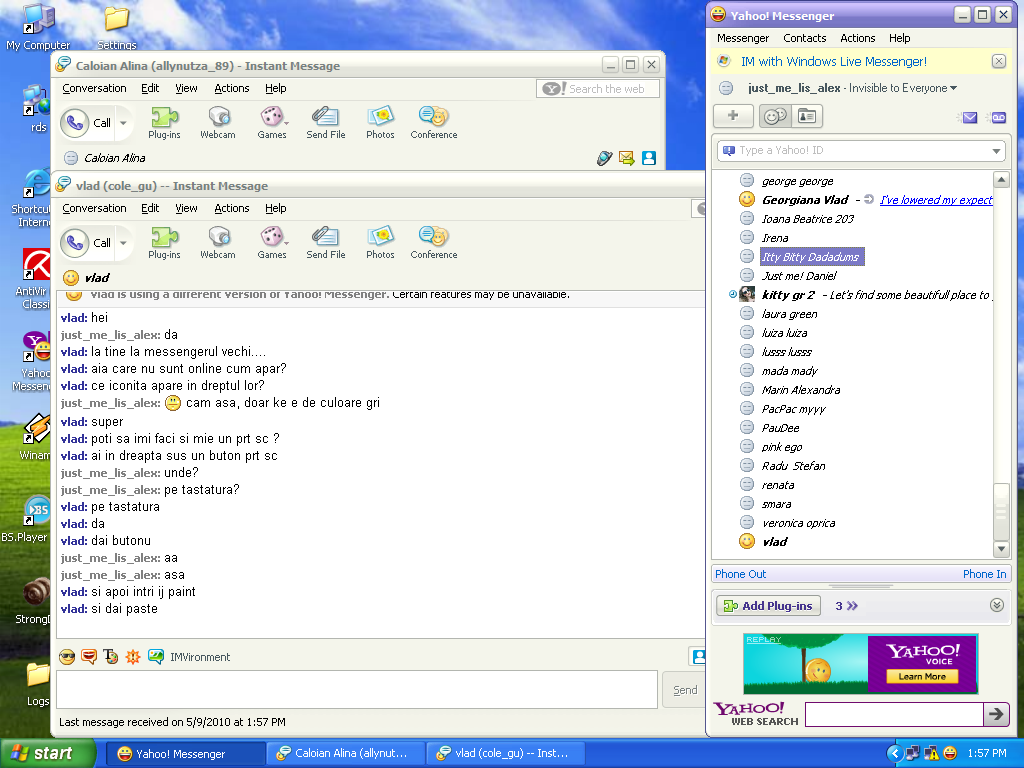 My Computer
Settings
rds
Shortcut
Intern
AntiVir
Classi
Yahoo
Messen
Winam
BS.Player
StrongD
Logs
Caloian Alina (allynutza_89) - Instant Message
Conversation Edit View Actions Help
Y! Search the web
Call Plug-ins Webcam Games Send File Photos Conference
Caloian Alina
vlad (cole_gu) -- Instant Message
Conversation Edit View Actions Help
Call Plug-ins Webcam Games Send File Photos Conference
vlad
vlad is using a different version of Yahoo! Messenger. Certain features may be unavailable.
vlad: hei
just_me_lis_alex: da
vlad: la tine la messengerul vechi....
vlad: aia care nu sunt online cum apar?
vlad: ce iconita apare in dreptul lor?
just_me_lis_alex: cam asa, doar ke e de culoare gri
vlad: super
vlad: poti sa imi faci si mie un prt sc ?
vlad: ai in dreapta sus un buton prt sc
just_me_lis_alex: unde?
just_me_lis_alex: pe tastatura?
vlad: pe tastatura
vlad: da
vlad: dai butonu
just_me_lis_alex: aa
just_me_lis_alex: asa
vlad: si apoi intri ij paint
vlad: si dai paste
IMVironment
Send
Last message received on 5/9/2010 at 1:57 PM
Yahoo! Messenger
Messenger Contacts Actions Help
IM with Windows Live Messenger!
just_me_lis_alex - Invisible to Everyone
Type a Yahoo! ID
george george
Georgiana Vlad - I've lowered my expect
Ioana Beatrice 203
Irena
Itty Bitty Dadadums
Just me! Daniel
kitty gr 2 - Let's find some beautifull place to
laura green
luiza luiza
lusss lusss
mada mady
Marin Alexandra
PacPac myyy
PauDee
pink ego
Radu Stefan
renata
smara
veronica oprica
vlad
Phone Out Phone In
Add Plug-ins 3
REPLAY
YAHOO!
VOICE
Learn More
YAHOO!
WEB SEARCH
start Yahoo! Messenger Caloian Alina (allynut... vlad (cole_gu) -- Inst... 1:57 PM